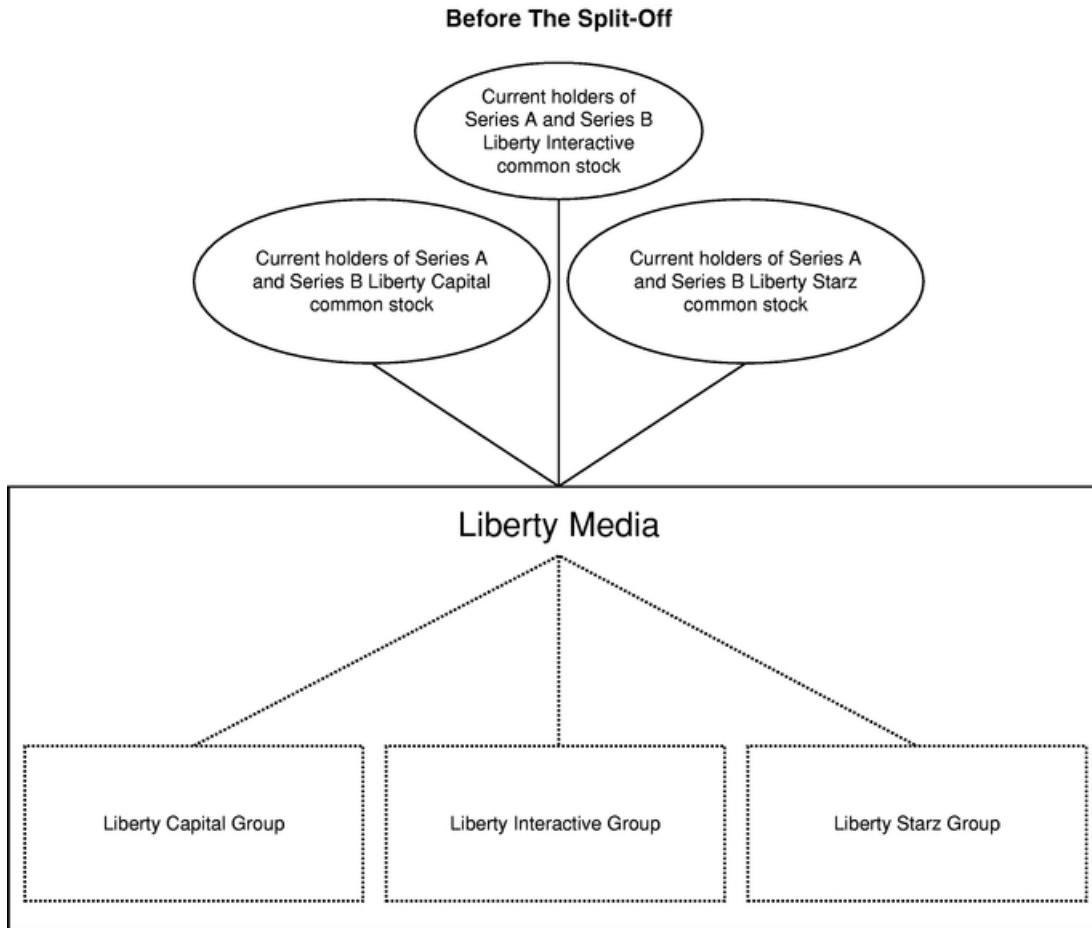 Before The Split-Off
Current holders of
Series A and Series B
Liberty Interactive
common stock
Current holders of Series A
and Series B Liberty Capital
common stock
Current holders of Series A
and Series B Liberty Starz
common stock
Liberty Media
Liberty Capital Group
Liberty Interactive Group
Liberty Starz Group